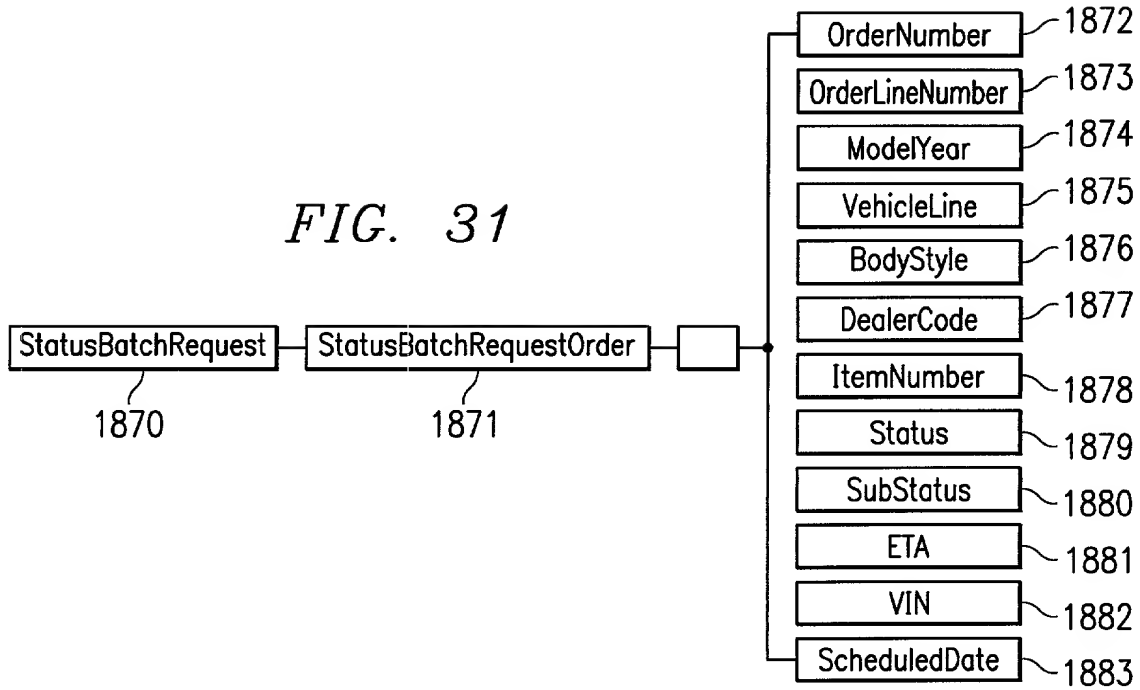 OrderNumber 1872
OrderLineNumber 1873
ModelYear 1874
VehicleLine 1875
FIG. 31
BodyStyle 1876
DealerCode 1877
StatusBatchRequest StatusBatchRequestOrder
ItemNumber 1878
1870 1871
Status 1879
SubStatus 1880
ETA 1881
VIN 1882
ScheduledDate 1883